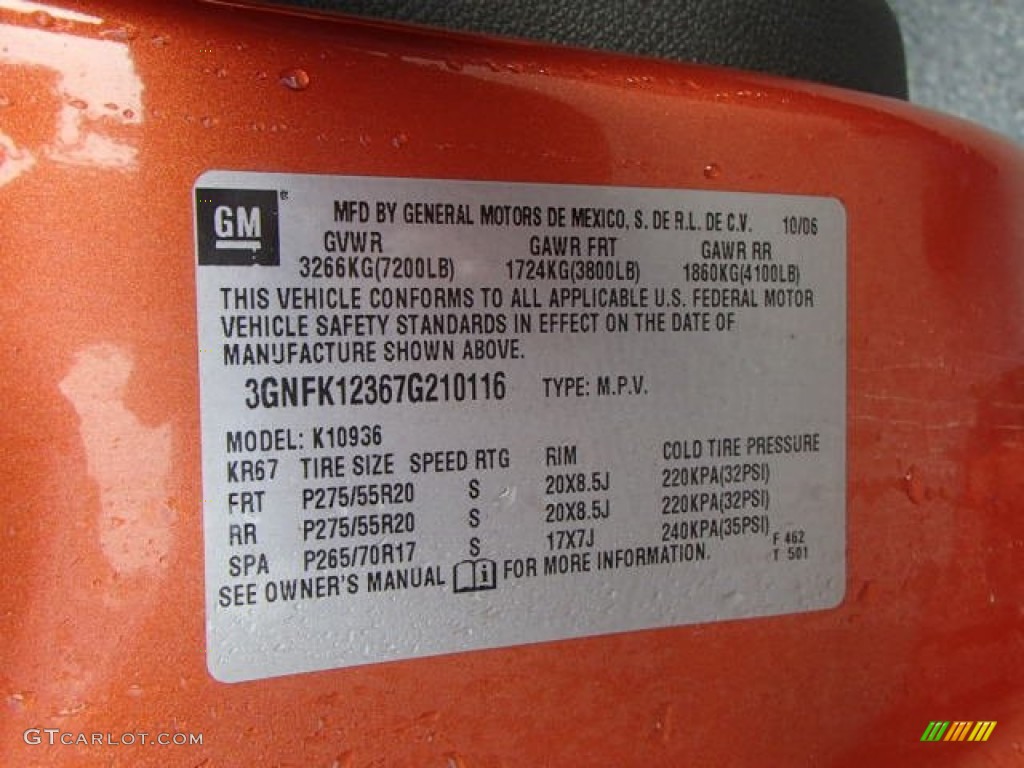 GM ® MFD BY GENERAL MOTORS DE MEXICO, S. DE R.L. DE C.V. 10/06
GVWR GAWR FRT GAWR RR
3266KG(7200LB) 1724KG(3800LB) 1860KG(4100LB)
THIS VEHICLE CONFORMS TO ALL APPLICABLE U.S. FEDERAL MOTOR
VEHICLE SAFETY STANDARDS IN EFFECT ON THE DATE OF
MANUFACTURE SHOWN ABOVE.
3GNFK12367G210116 TYPE: M.P.V.
MODEL: K10936
KR67 TIRE SIZE SPEED RTG RIM COLD TIRE PRESSURE
FRT P275/55R20 S 20X8.5J 220KPA(32PSI)
RR P275/55R20 S 20X8.5J 220KPA(32PSI)
SPA P265/70R17 S 17X7J 240KPA(35PSI) F 462
SEE OWNER'S MANUAL i FOR MORE INFORMATION. T 501
GTCARLOT.COM